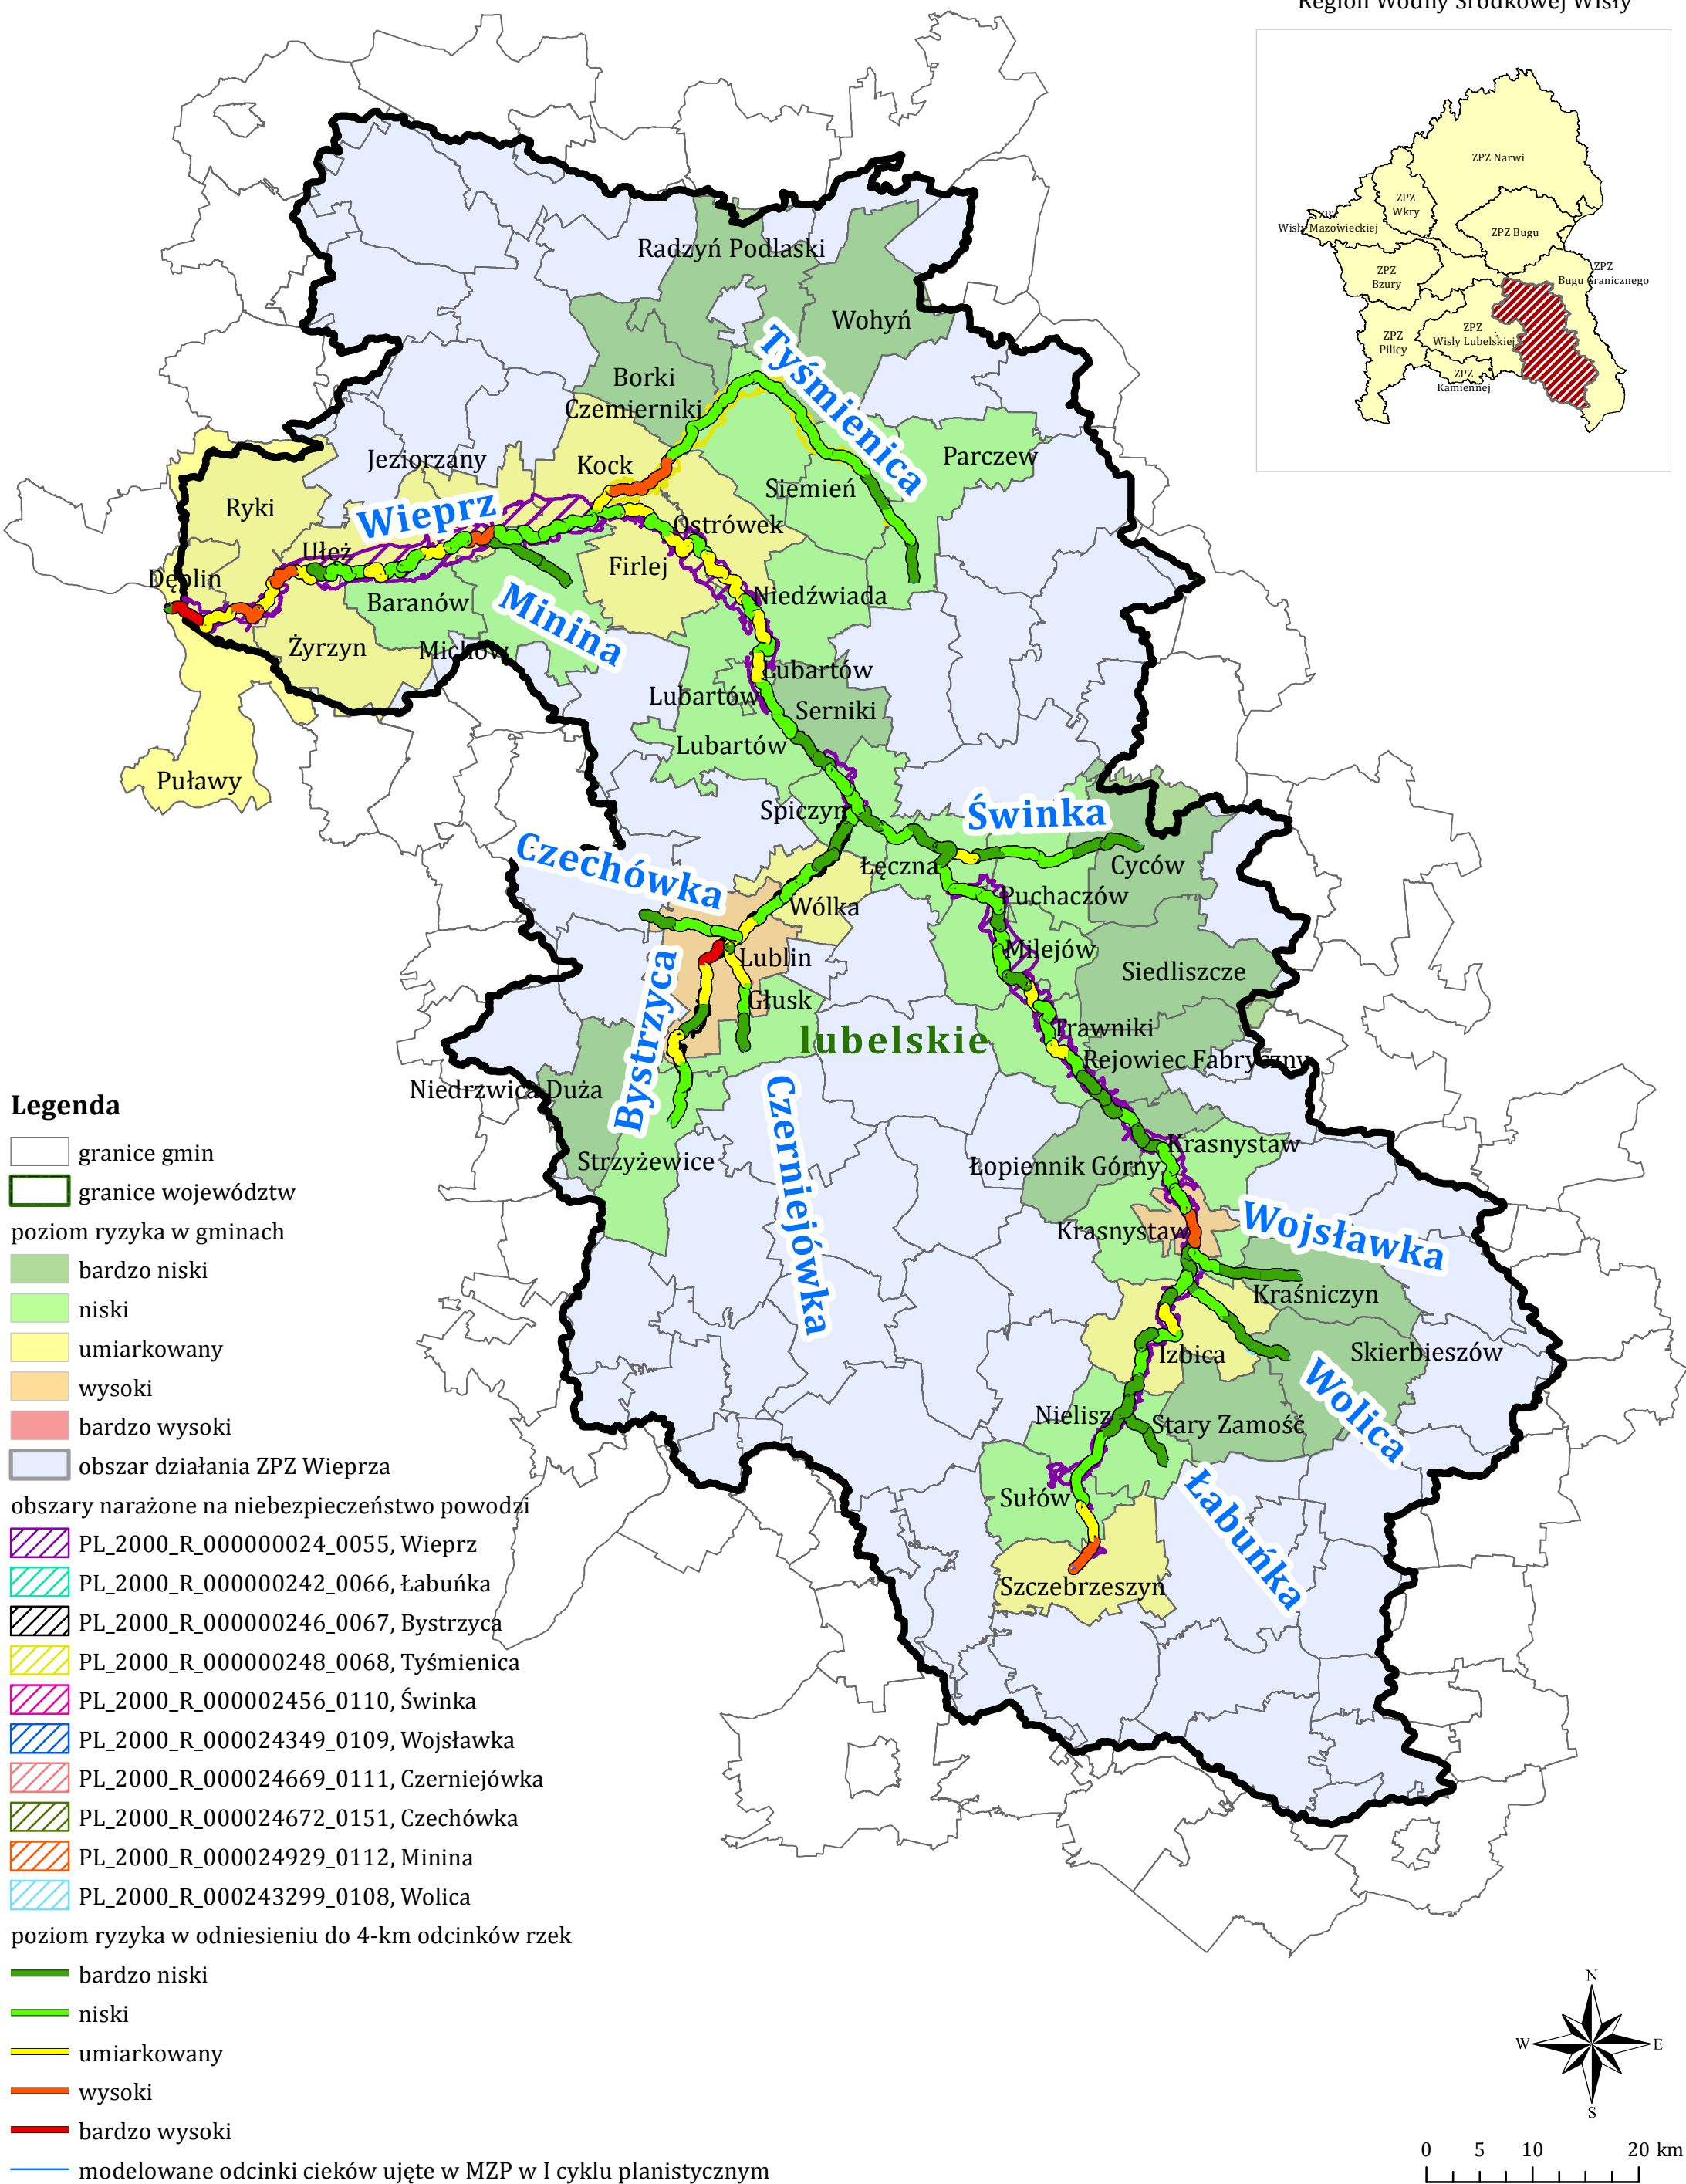 Region Wodny Środkowej Wisły
ZPZ Narwi
ZPZ
Wkry
ZPZ
Wisły Mazowieckiej
ZPZ Bugu
ZPZ
Bzury
ZPZ
Bugu Granicznego
ZPZ
Pilicy
ZPZ
Wisly Lubelskiej
ZPZ
Kamiennej
Radzyń Podlaski
Wohyń
Tyśmienica
Borki
Czemierniki
Jeziorzany
Kock
Parczew
Siemień
Ryki
Wieprz
Ostrówek
Ułęż
Firlej
Dęblin
Baranów
Minina
Niedźwiada
Żyrzyn
Michów
Lubartów
Lubartów
Serniki
Lubartów
Puławy
Spiczyn
Świnka
Czechówka
Łęczna
Cyców
Puchaczów
Wólka
Milejów
Lublin
Siedliszcze
Głusk
Trawniki
lubelskie
Rejowiec Fabryczny
Bystrzyca
Niedrzwica Duża
Czerniejówka
Krasnystaw
Łopiennik Górny
Strzyżewice
Krasnystaw
Wojsławka
Kraśniczyn
Izbica
Skierbieszów
Wolica
Nielisz
Stary Zamość
Sułów
Łabuńka
Szczebrzeszyn
Legenda
granice gmin
granice województw
poziom ryzyka w gminach
bardzo niski
niski
umiarkowany
wysoki
bardzo wysoki
obszar działania ZPZ Wieprza
obszary narażone na niebezpieczeństwo powodzi
PL_2000_R_000000024_0055, Wieprz
PL_2000_R_000000242_0066, Łabuńka
PL_2000_R_000000246_0067, Bystrzyca
PL_2000_R_000000248_0068, Tyśmienica
PL_2000_R_000002456_0110, Świnka
PL_2000_R_000024349_0109, Wojsławka
PL_2000_R_000024669_0111, Czerniejówka
PL_2000_R_000024672_0151, Czechówka
PL_2000_R_000024929_0112, Minina
PL_2000_R_000243299_0108, Wolica
poziom ryzyka w odniesieniu do 4-km odcinków rzek
bardzo niski
niski
umiarkowany
wysoki
bardzo wysoki
modelowane odcinki cieków ujęte w MZP w I cyklu planistycznym
N
W E
S
0 5 10 20 km